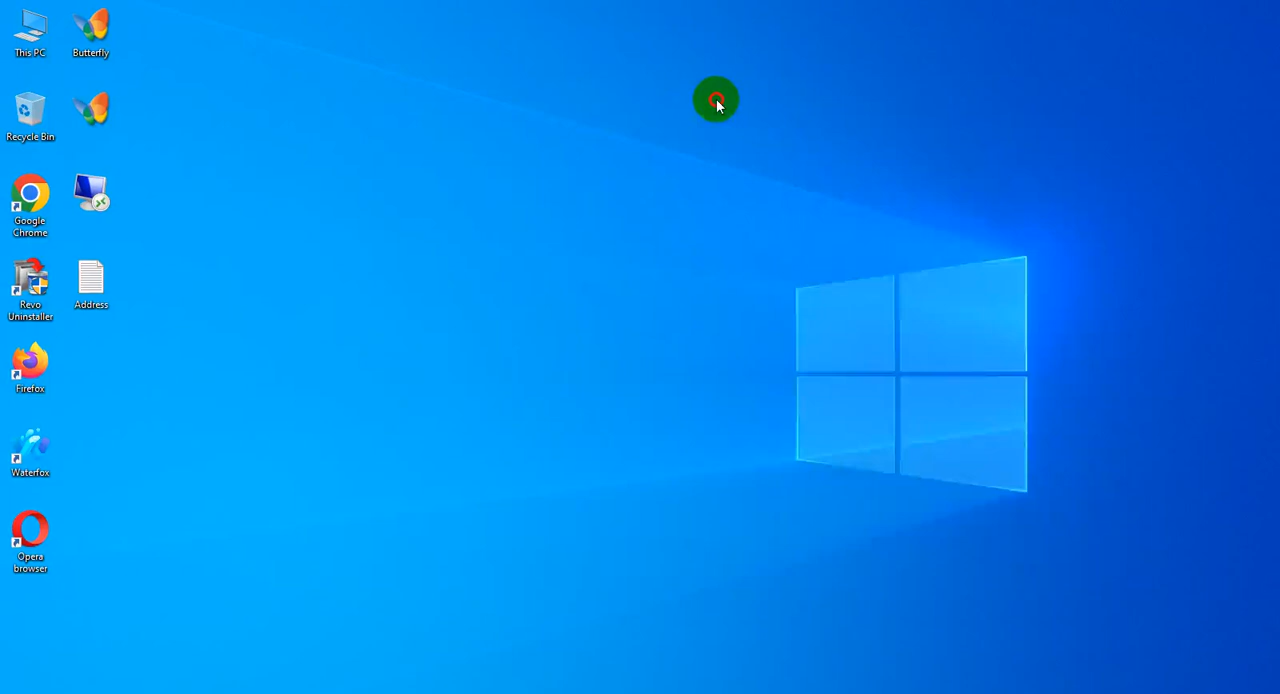 This PC
Butterfly
Recycle Bin
Google
Chrome
Revo
Uninstaller
Address
Firefox
Waterfox
Opera
browser